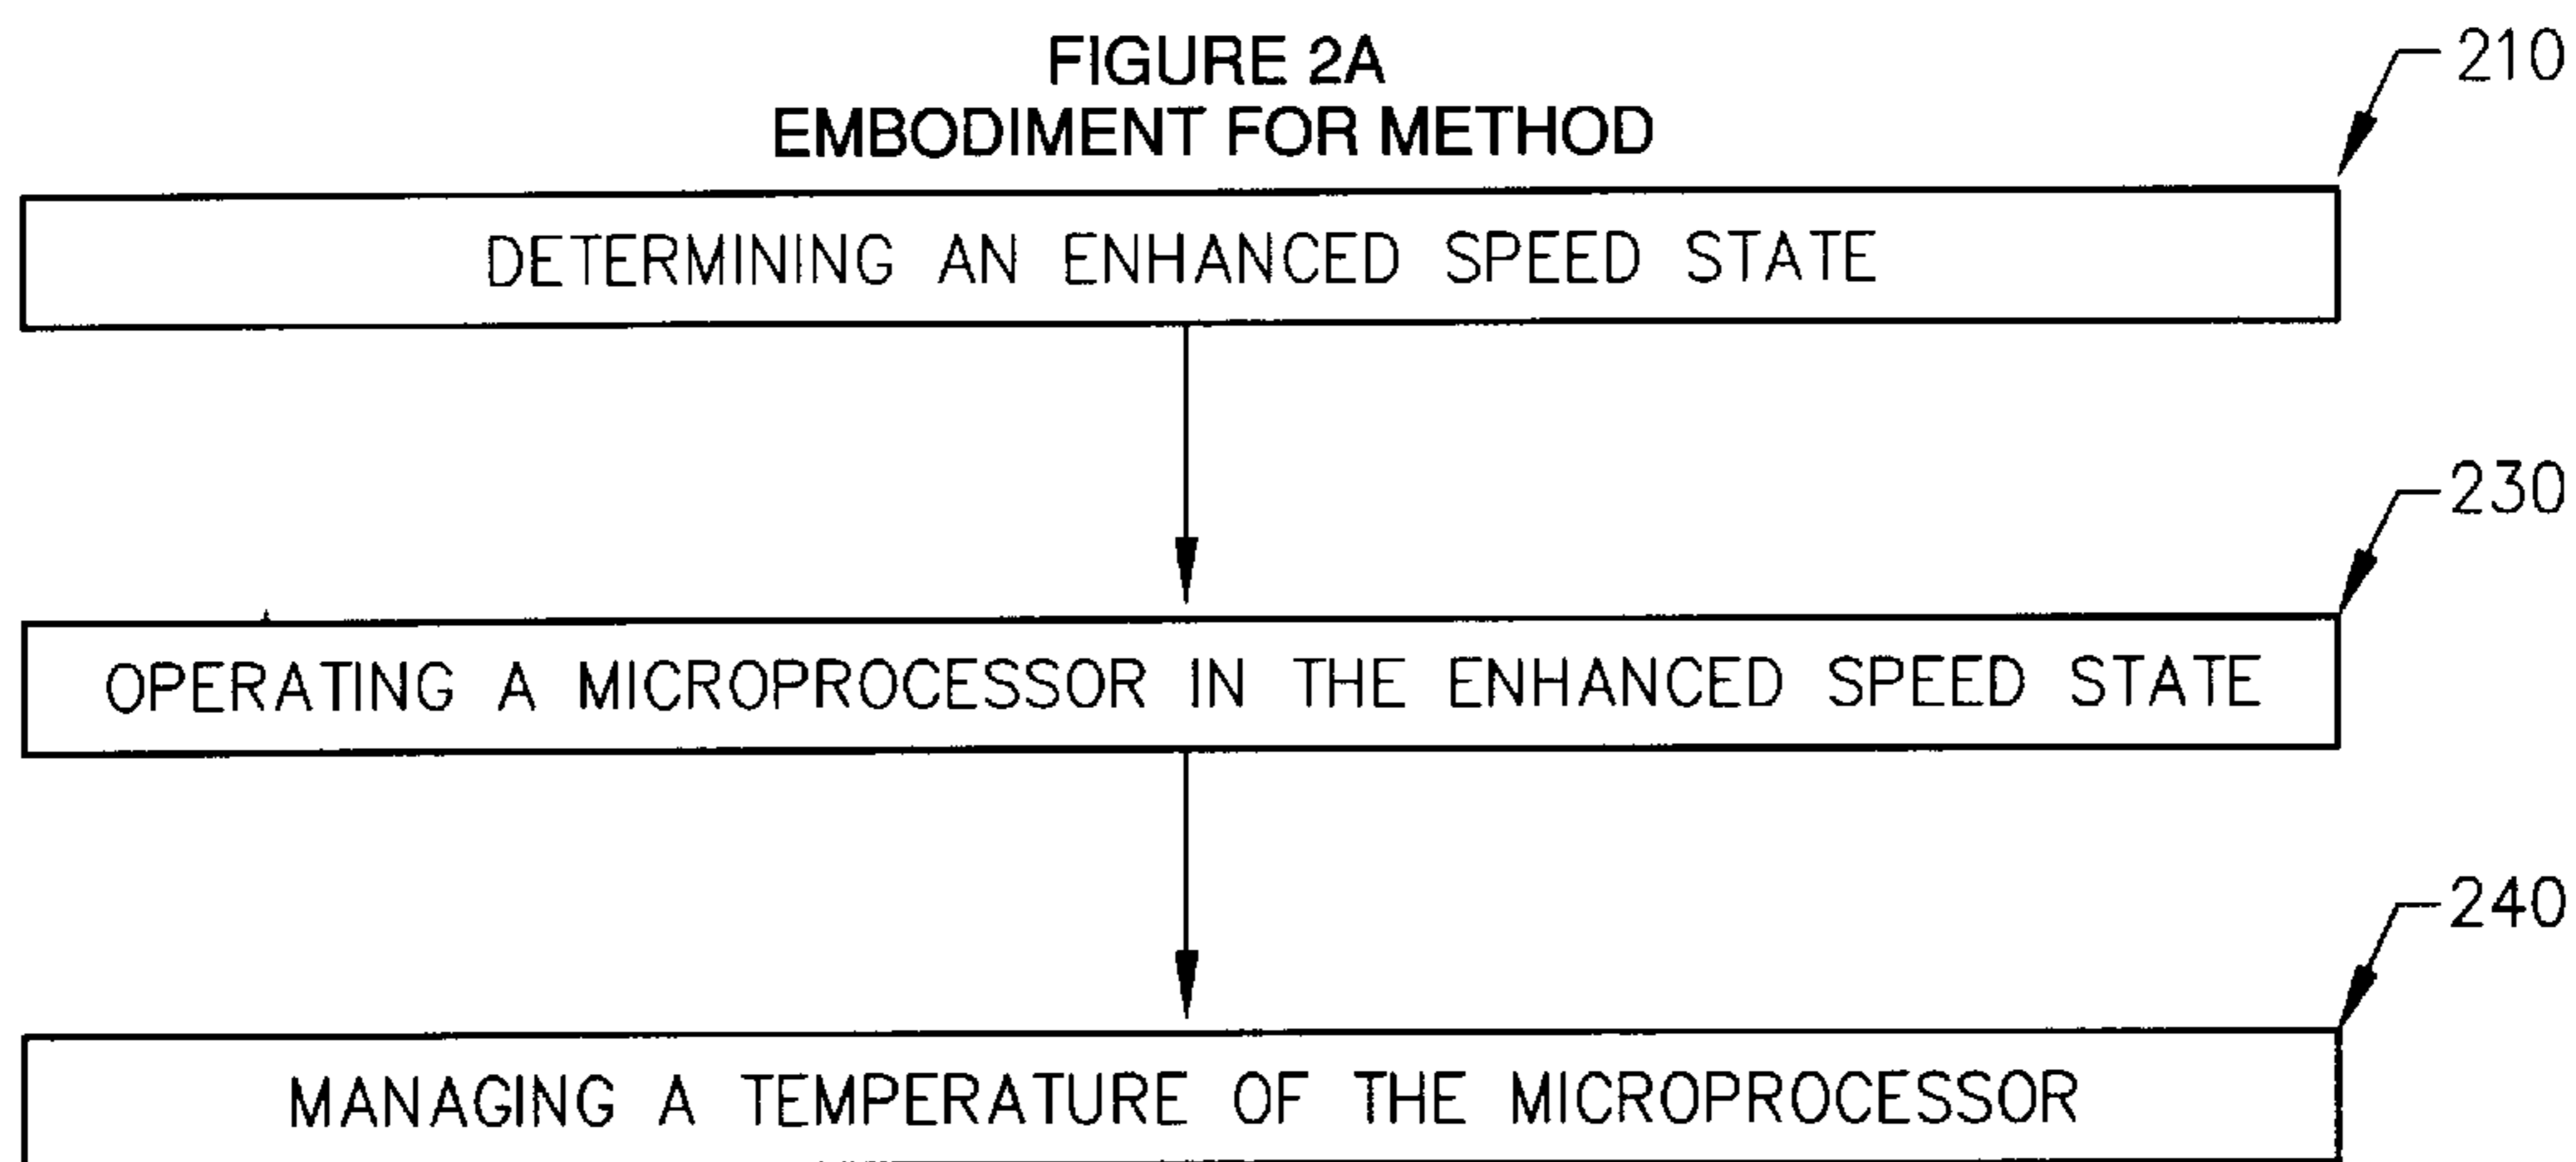 FIGURE 2A
EMBODIMENT FOR METHOD
210
DETERMINING AN ENHANCED SPEED STATE
230
OPERATING A MICROPROCESSOR IN THE ENHANCED SPEED STATE
240
MANAGING A TEMPERATURE OF THE MICROPROCESSOR